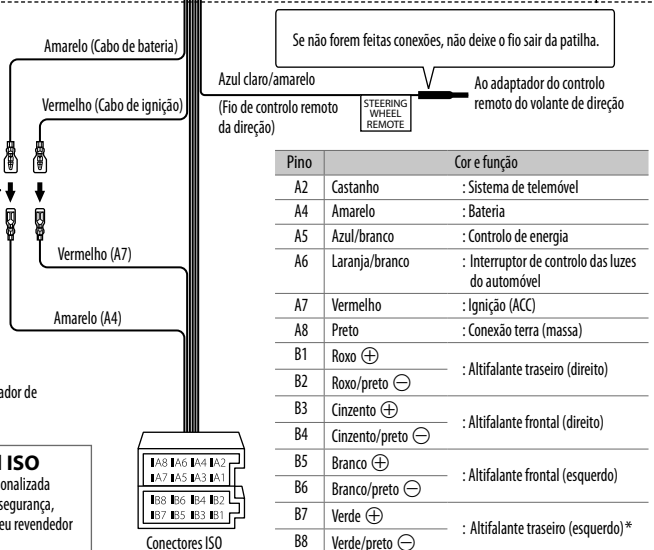 Amarelo (Cabo de bateria)
Vermelho (Cabo de ignição)
Se não forem feitas conexões, não deixe o fio sair da patilha.
Azul claro/amarelo
(Fio de controlo remoto
da direção)
STEERING
WHEEL
REMOTE
Ao adaptador do controlo
remoto do volante de direção
Vermelho (A7)
Amarelo (A4)
Pino Cor e função
A2 Castanho : Sistema de telemóvel
A4 Amarelo : Bateria
A5 Azul/branco : Controlo de energia
A6 Laranja/branco : Interruptor de controlo das luzes
do automóvel
A7 Vermelho : Ignição (ACC)
A8 Preto : Conexão terra (massa)
B1 Roxo ⊕
: Altifalante traseiro (direito)
B2 Roxo/preto ⊖
B3 Cinzento ⊕
: Altifalante frontal (direito)
B4 Cinzento/preto ⊖
B5 Branco ⊕
: Altifalante frontal (esquerdo)
B6 Branco/preto ⊖
B7 Verde ⊕
: Altifalante traseiro (esquerdo)*
B8 Verde/preto ⊖
ador de
ISO
onalizada
segurança,
eu revendedor
A8 A6 A4 A2
A7 A5 A3 A1
B8 B6 B4 B2
B7 B5 B3 B1
Conectores ISO